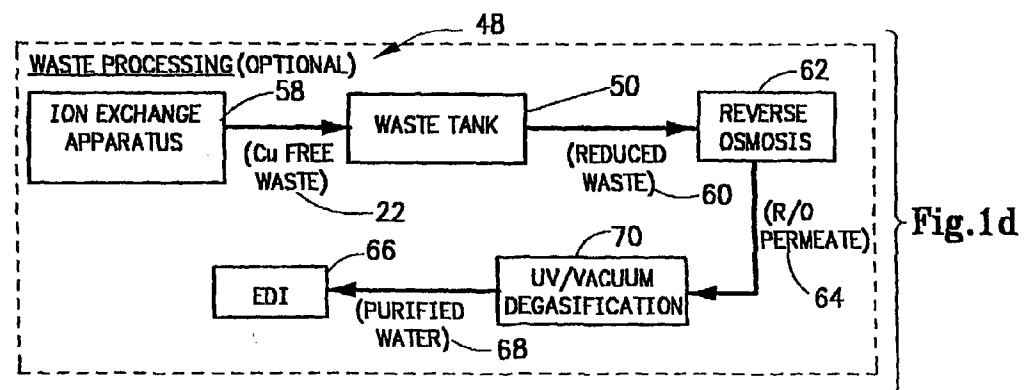 48
WASTE PROCESSING (OPTIONAL)
58
ION EXCHANGE
APPARATUS
(Cu FREE
WASTE)
22
50
WASTE TANK
(REDUCED
WASTE)
60
62
REVERSE
OSMOSIS
(R/O
PERMEATE)
64
70
UV/VACUUM
DEGASIFICATION
(PURIFIED
WATER)
68
66
EDI
Fig.1d